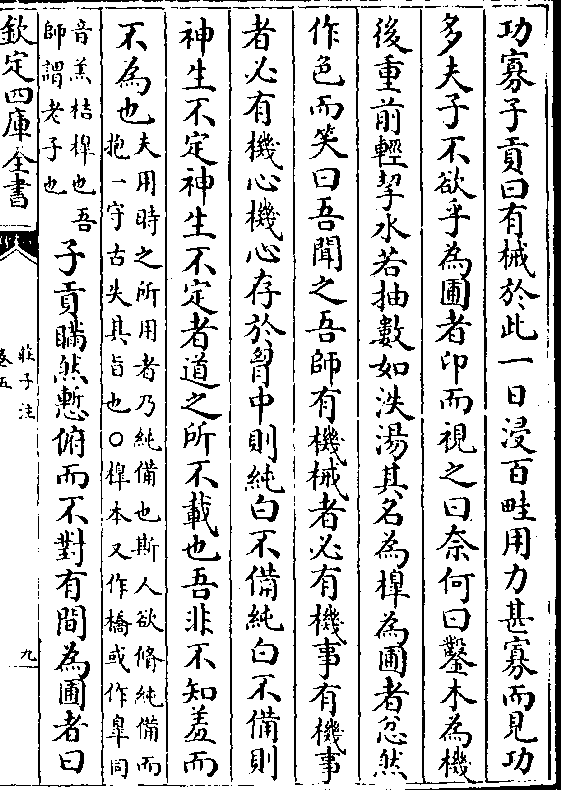 功寡子貢曰有械於此一日浸百畦用力甚寡而見功
多夫子不欲乎為圃者卬而視之曰奈何曰鑿木為機
後重前輕挈水若抽數如泆湯其名為槔為圃者忿然
作色而笑曰吾聞之吾師有機械者必有機事有機事
者必有機心機心存於胷中則純白不備純白不備則
神生不定神生不定者道之所不載也吾非不知羞而
不為也
夫用時之所用者乃純備也斯人欲脩純備而
抱一守古失其旨也○槔本又作橋或作臯同
音羔桔槔也吾
師謂老子也
子貢瞞然慙俯而不對有間為圃者曰
欽定四庫全書
莊子注
卷五
九